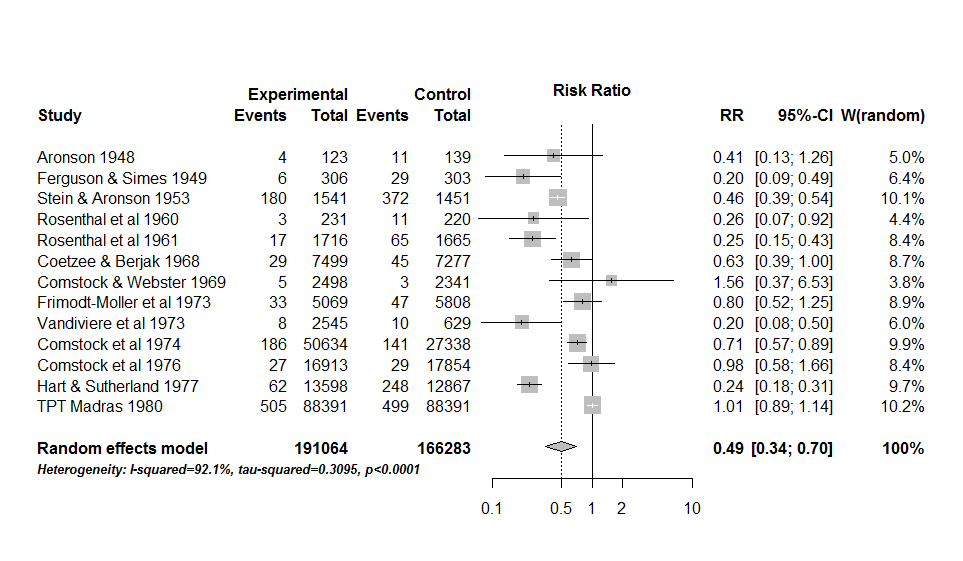 Experimental Control Risk Ratio
Study Events Total Events Total RR 95%-CI W(random)
Aronson 1948 4 123 11 139 0.41 [0.13; 1.26] 5.0%
Ferguson & Simes 1949 6 306 29 303 0.20 [0.09; 0.49] 6.4%
Stein & Aronson 1953 180 1541 372 1451 0.46 [0.39; 0.54] 10.1%
Rosenthal et al 1960 3 231 11 220 0.26 [0.07; 0.92] 4.4%
Rosenthal et al 1961 17 1716 65 1665 0.25 [0.15; 0.43] 8.4%
Coetzee & Berjak 1968 29 7499 45 7277 0.63 [0.39; 1.00] 8.7%
Comstock & Webster 1969 5 2498 3 2341 1.56 [0.37; 6.53] 3.8%
Frimodt-Moller et al 1973 33 5069 47 5808 0.80 [0.52; 1.25] 8.9%
Vandiviere et al 1973 8 2545 10 629 0.20 [0.08; 0.50] 6.0%
Comstock et al 1974 186 50634 141 27338 0.71 [0.57; 0.89] 9.9%
Comstock et al 1976 27 16913 29 17854 0.98 [0.58; 1.66] 8.4%
Hart & Sutherland 1977 62 13598 248 12867 0.24 [0.18; 0.31] 9.7%
TPT Madras 1980 505 88391 499 88391 1.01 [0.89; 1.14] 10.2%
Random effects model 191064 166283 0.49 [0.34; 0.70] 100%
Heterogeneity: I-squared=92.1%, tau-squared=0.3095, p<0.0001
0.1 0.5 1 2 10